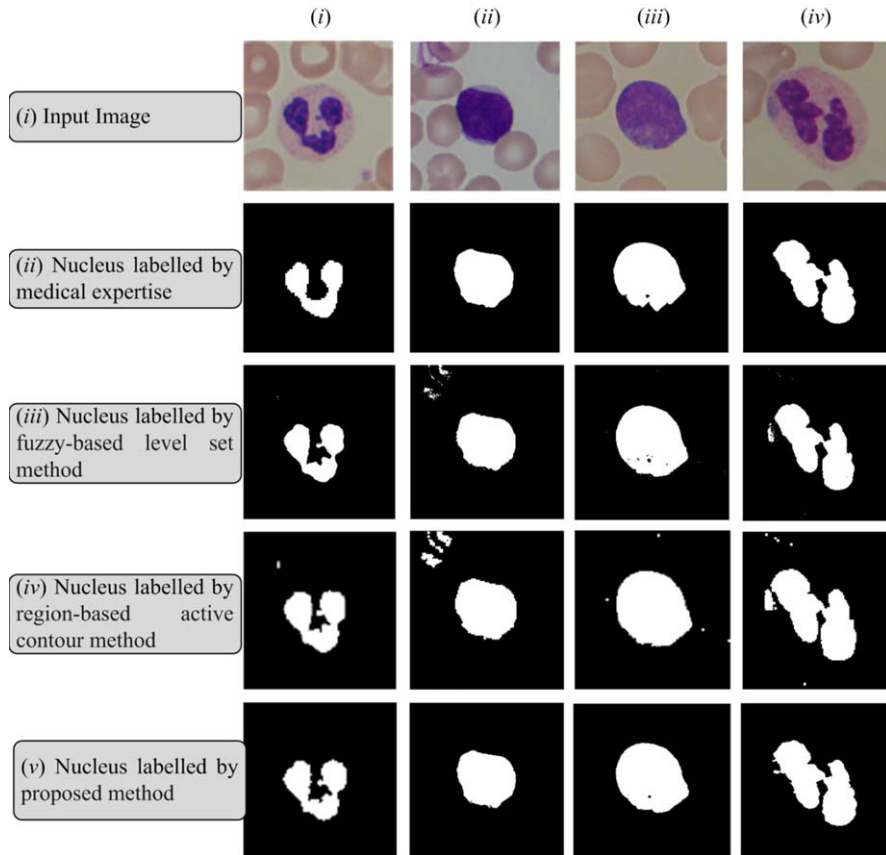 (i) (ii) (iii) (iv)
(i) Input Image
(ii) Nucleus labelled by
medical expertise
(iii) Nucleus labelled by
fuzzy-based level set
method
(iv) Nucleus labelled by
region-based active
contour method
(v) Nucleus labelled by
proposed method